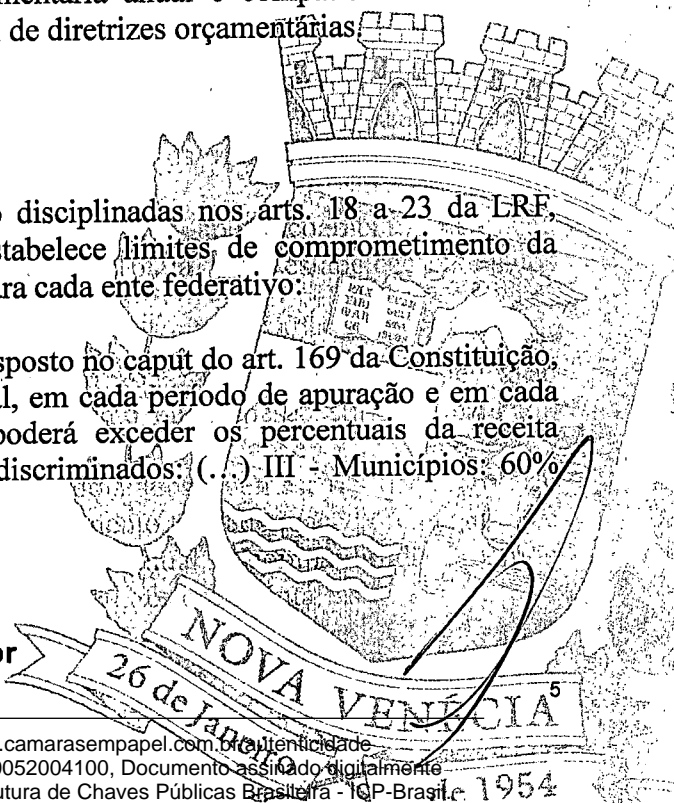 de diretrizes orçamentárias.
disciplinadas nos arts. 18 a 23 da LRF,
estabelece limites de comprometimento da
cada ente federativo:
disposto no caput do art. 169 da Constituição,
em cada período de apuração e em cada
poderá exceder os percentuais da receita
discriminados: (...) III - Municípios: 60%
NOVA VENÉCIA
26 de Janeiro de 1954
5
.camarasempapel.com.br/autenticidade
0052004100, Documento assinado digitalmente
Chaves Públicas Brasileira - ICP-Brasil